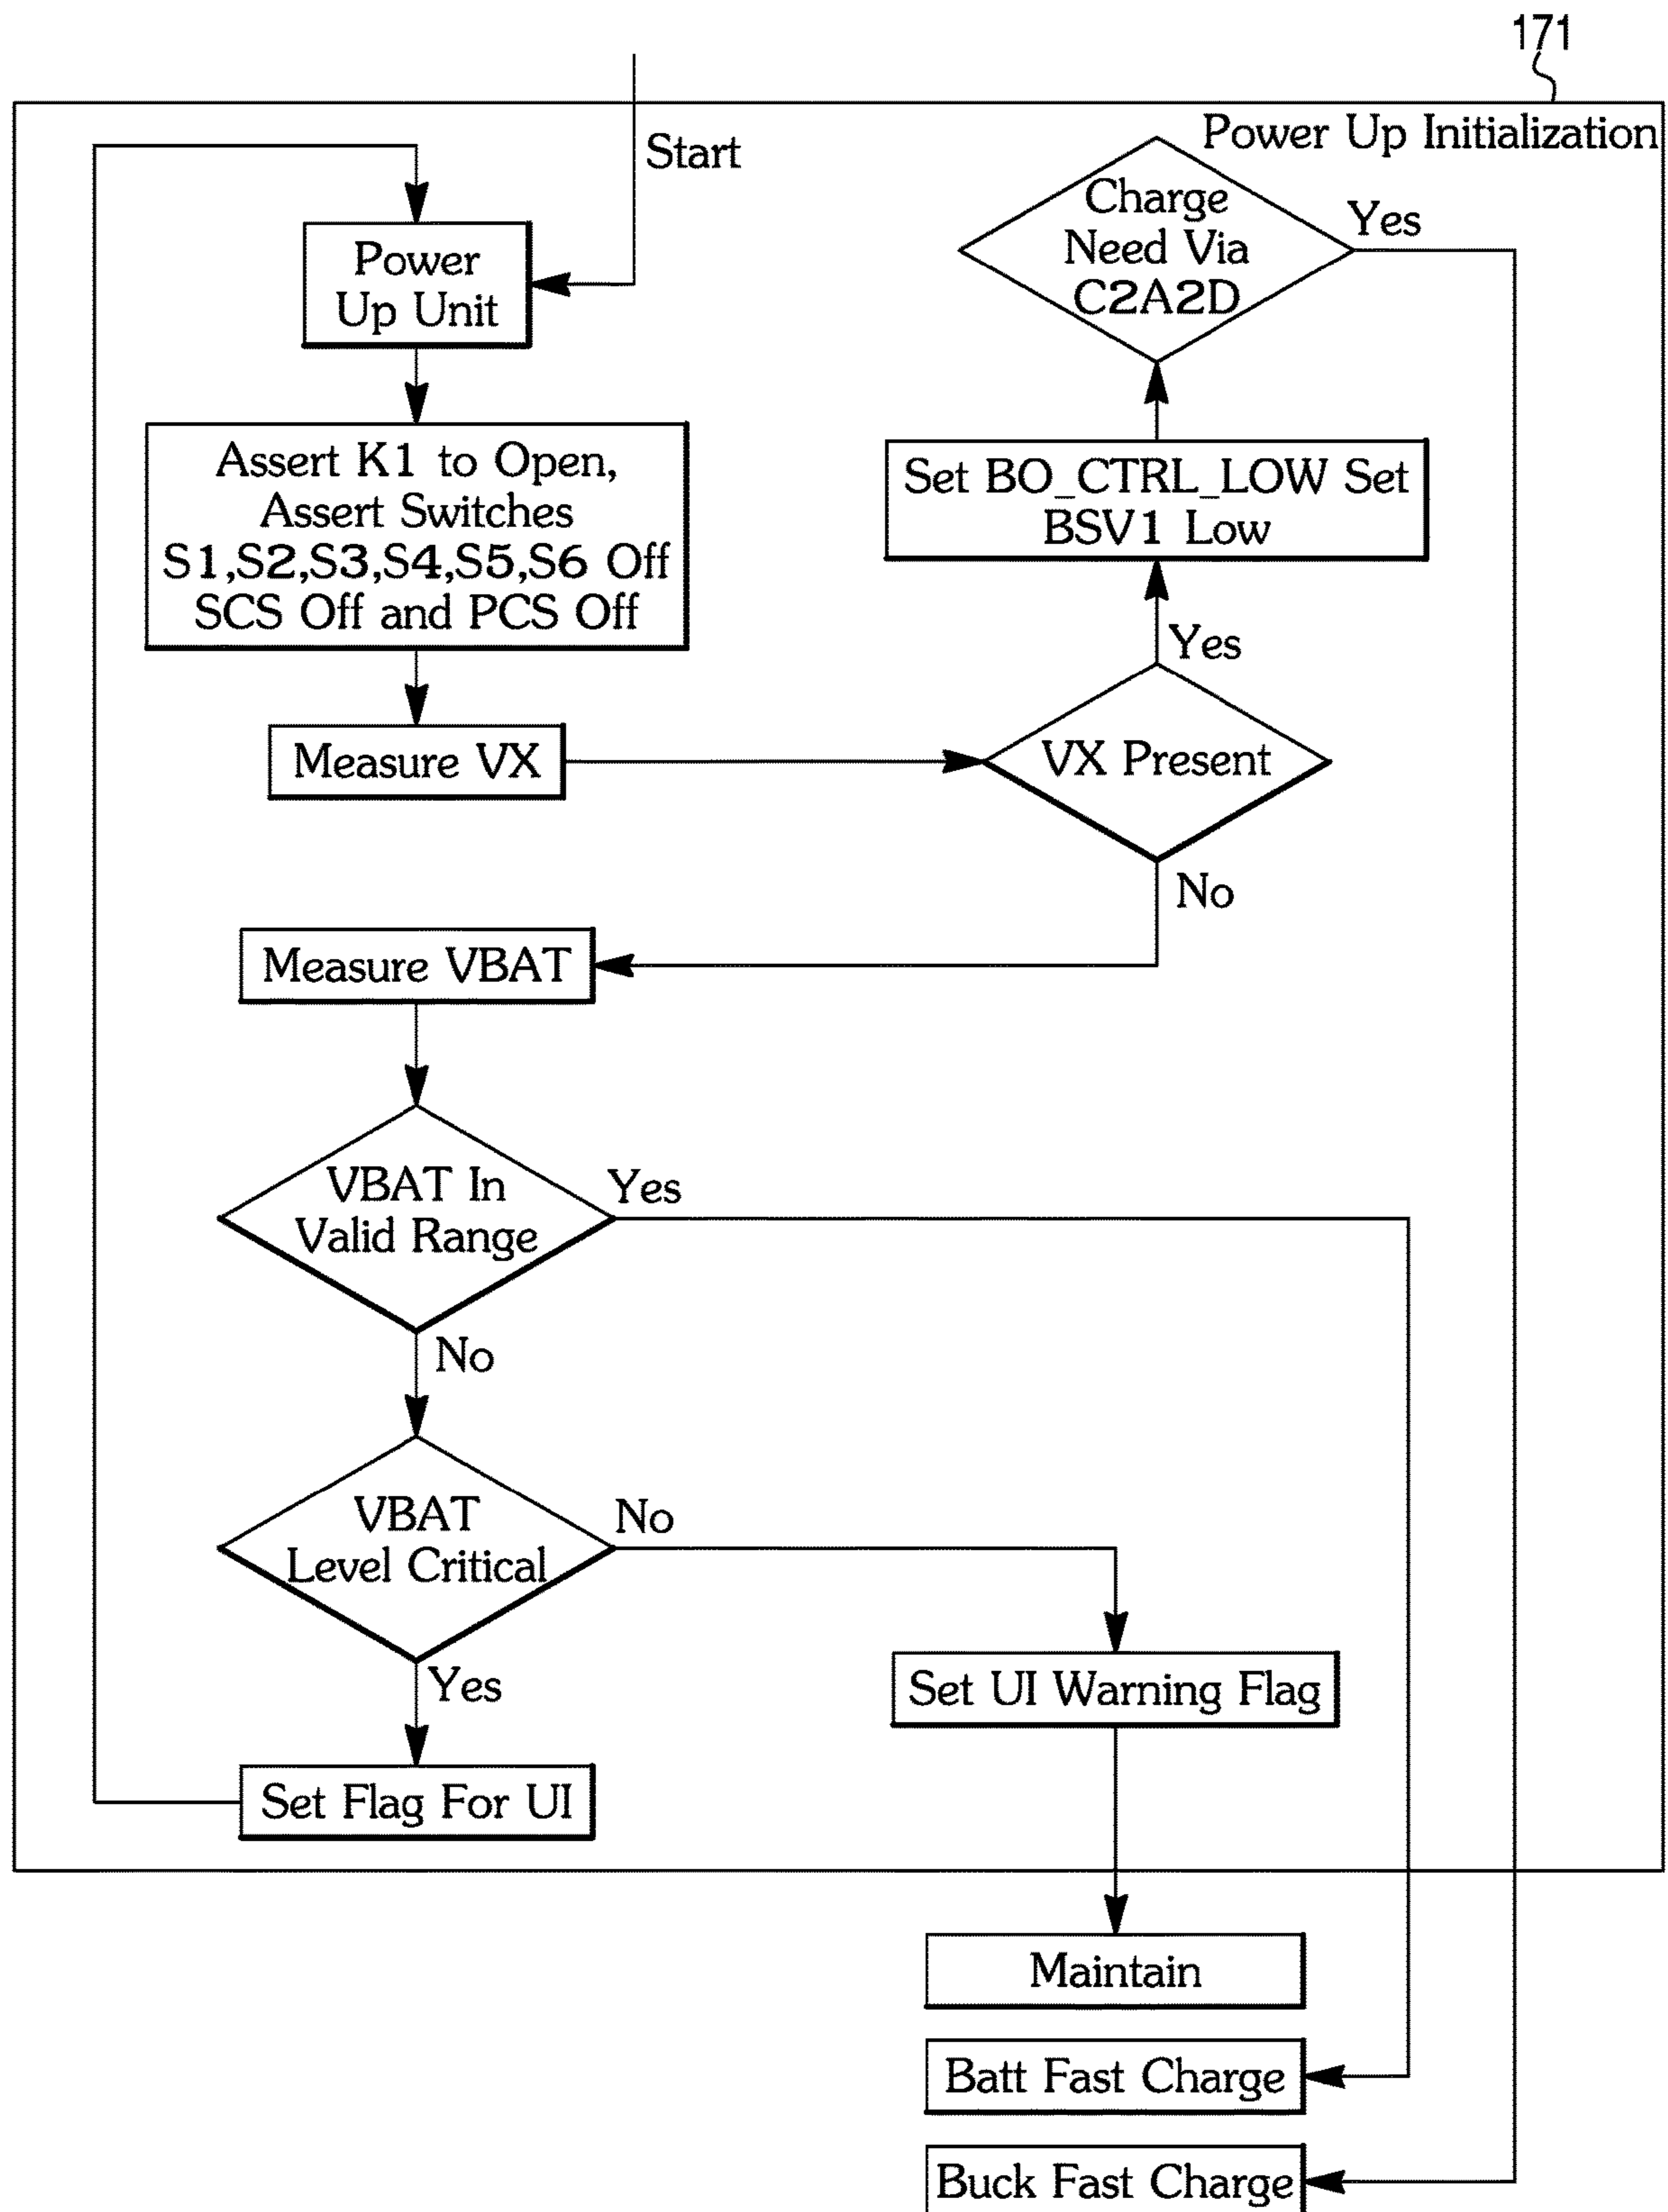 171
Power Up Initialization
Start
Power
Up Unit
Assert K1 to Open,
Assert Switches
S1,S2,S3,S4,S5,S6 Off
SCS Off and PCS Off
Measure VX
VX Present
Yes
Set BO_CTRL_LOW Set
BSV1 Low
Charge
Need Via
C2A2D
Yes
No
Measure VBAT
VBAT In
Valid Range
Yes
No
VBAT
Level Critical
No
Yes
Set UI Warning Flag
Set Flag For UI
Maintain
Batt Fast Charge
Buck Fast Charge